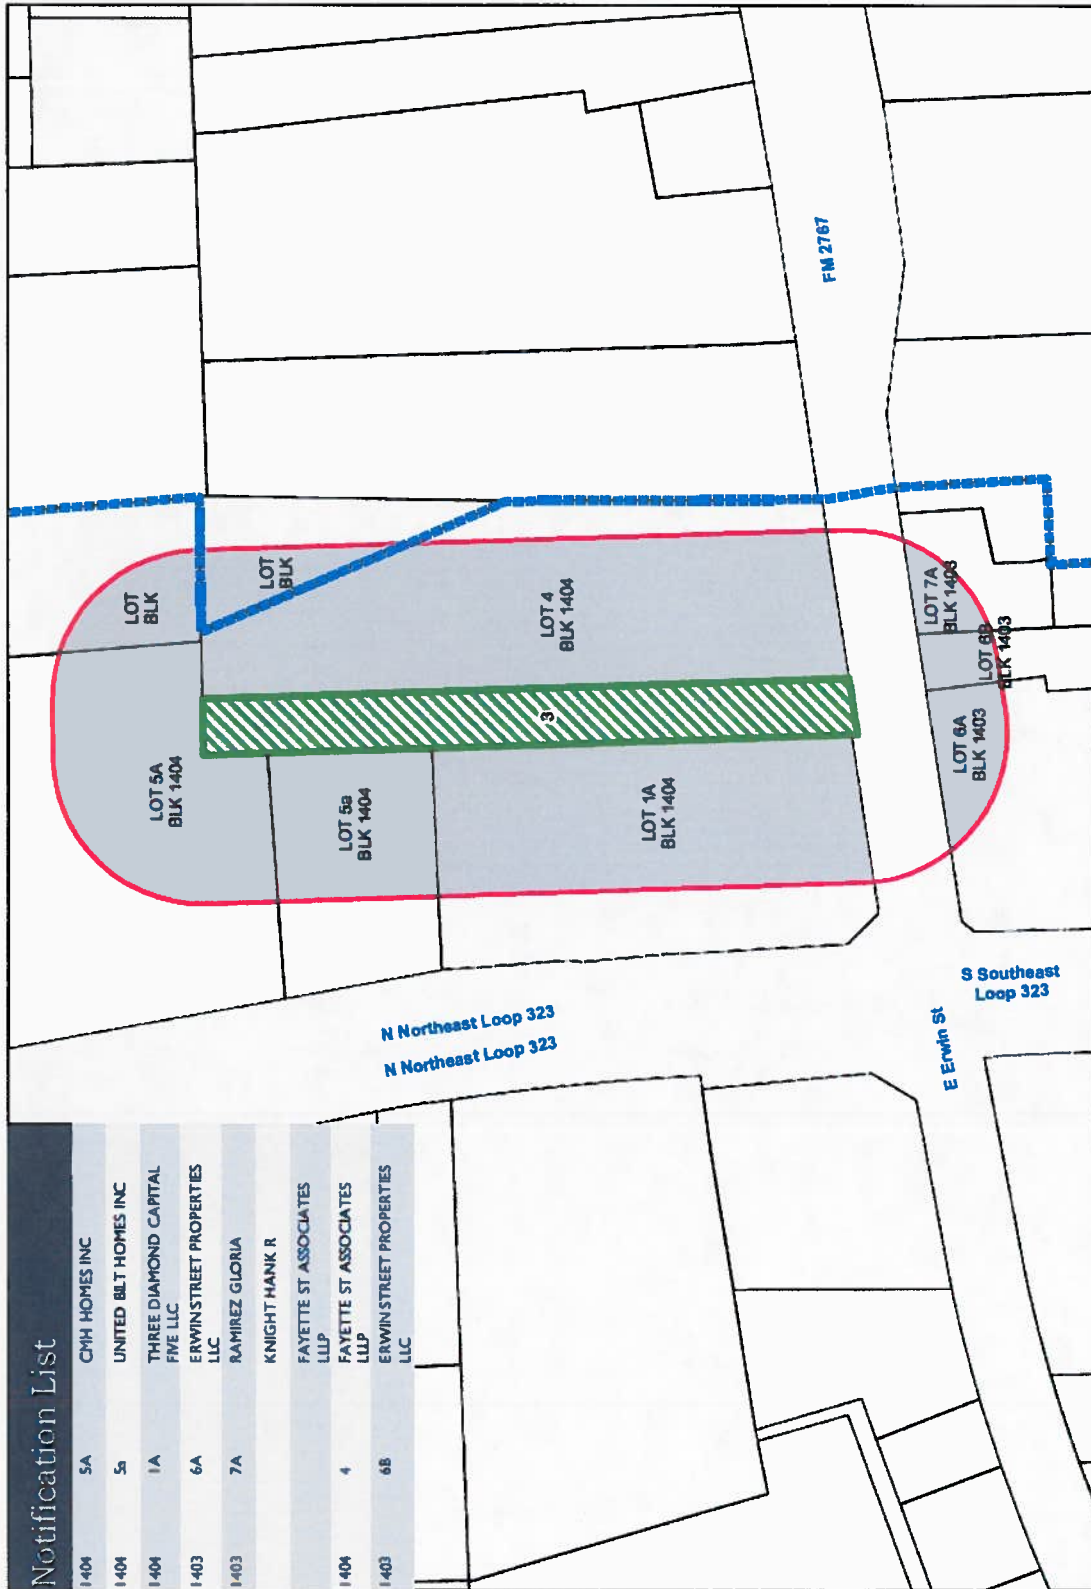 Notification List
1404 5A CMH HOMES INC
1404 5a UNITED BILT HOMES INC
1404 1A THREE DIAMOND CAPITAL
FIVE LLC
1403 6A ERWINSTREET PROPERTIES
LLC
1403 7A RAMIREZ GLORIA
KNIGHT HANK R
FAYETTE ST ASSOCIATES
LLLP
1404 4 FAYETTE ST ASSOCIATES
LLLP
1403 6B ERWINSTREET PROPERTIES
LLC
LOT 5A
BLK 1404
LOT
BLK
LOT
BLK
LOT 5a
BLK 1404
LOT 4
BLK 1404
3
LOT 1A
BLK 1404
LOT 6A
BLK 1403
LOT 6B
BLK 1403
LOT 7A
BLK 1403
FM 2767
N Northeast Loop 323
N Northeast Loop 323
E Erwin St
S Southeast
Loop 323